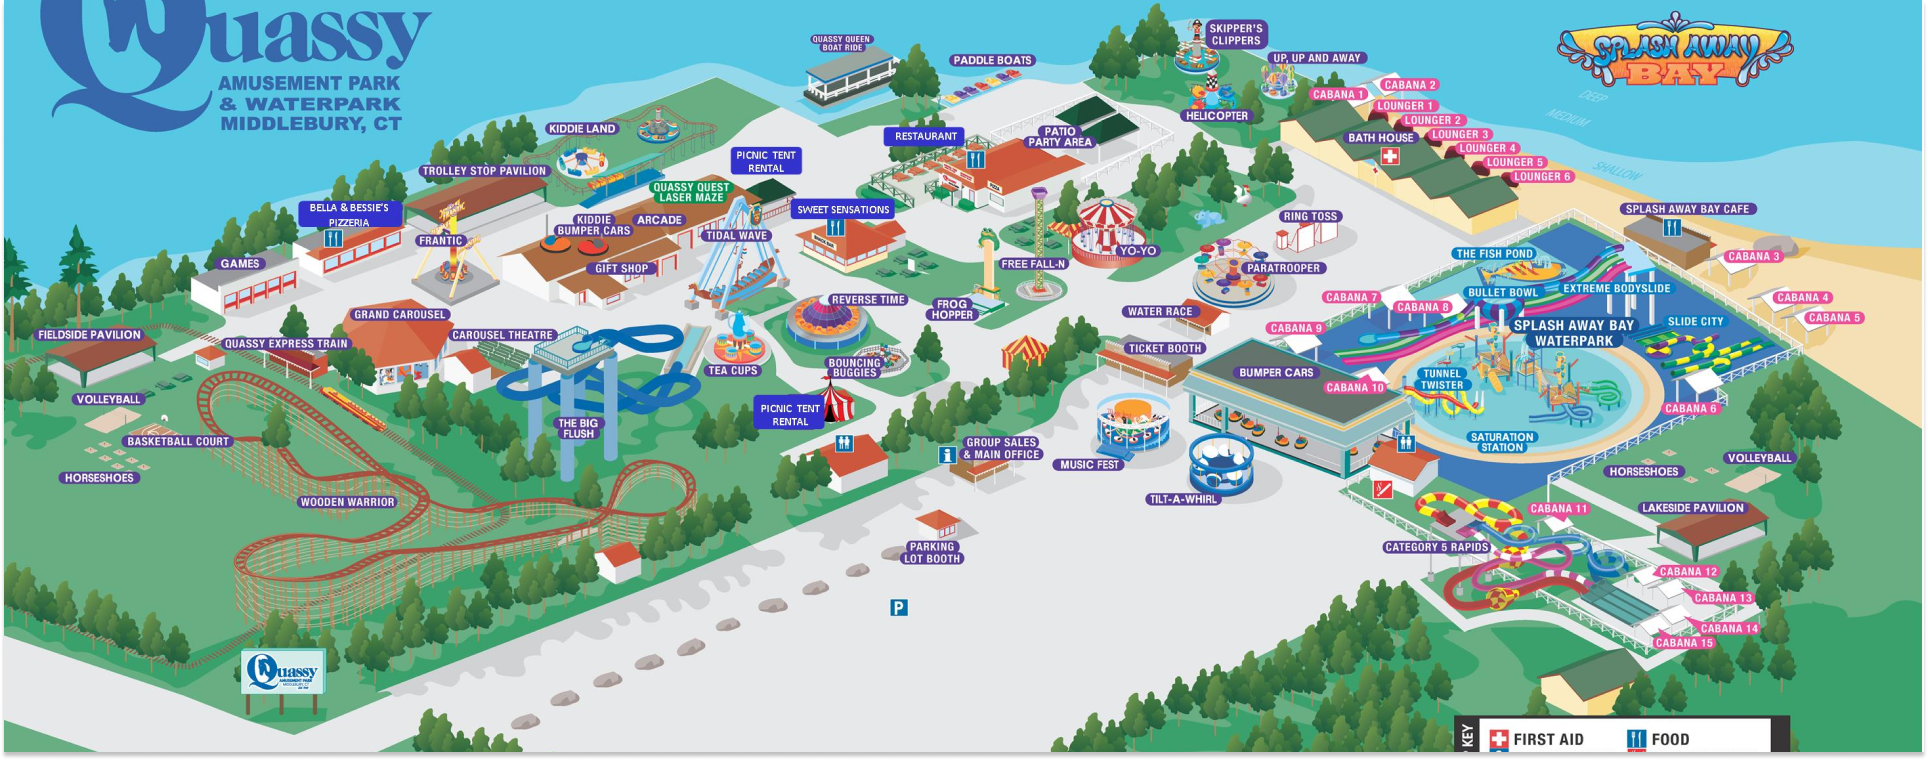 Quassy
AMUSEMENT PARK
& WATERPARK
MIDDLEBURY, CT
SPLASH AWAY
BAY
QUASSY QUEEN
BOAT RIDE
PADDLE BOATS
SKIPPER'S
CLIPPERS
UP, UP AND AWAY
HELICOPTER
CABANA 1
CABANA 2
LOUNGER 1
LOUNGER 2
LOUNGER 3
LOUNGER 4
LOUNGER 5
LOUNGER 6
BATH HOUSE
DEEP
MEDIUM
SHALLOW
KIDDIE LAND
RESTAURANT
PATIO
PARTY AREA
PICNIC TENT
RENTAL
TROLLEY STOP PAVILION
QUASSY QUEST
LASER MAZE
BELLA & BESSIE'S
PIZZERIA
FRANTIC
KIDDIE
BUMPER CARS
ARCADE
TIDAL WAVE
SWEET SENSATIONS
SNACK BAR
PIZZA
RING TOSS
YO-YO
SPLASH AWAY BAY CAFE
GAMES
GIFT SHOP
FREE FALL-N
PARATROOPER
THE FISH POND
CABANA 3
BULLET BOWL
EXTREME BODYSLIDE
CABANA 4
CABANA 5
CABANA 7
CABANA 8
CABANA 9
REVERSE TIME
FROG
HOPPER
WATER RACE
GRAND CAROUSEL
FIELDSIDE PAVILION
QUASSY EXPRESS TRAIN
CAROUSEL THEATRE
SPLASH AWAY BAY
WATERPARK
SLIDE CITY
TICKET BOOTH
TEA CUPS
BOUNCING
BUGGIES
BUMPER CARS
CABANA 10
TUNNEL
TWISTER
CABANA 6
VOLLEYBALL
PICNIC TENT
RENTAL
THE BIG
FLUSH
BASKETBALL COURT
GROUP SALES
& MAIN OFFICE
MUSIC FEST
SATURATION
STATION
HORSESHOES
VOLLEYBALL
HORSESHOES
WOODEN WARRIOR
TILT-A-WHIRL
CABANA 11
LAKESIDE PAVILION
PARKING
LOT BOOTH
CATEGORY 5 RAPIDS
CABANA 12
CABANA 13
CABANA 14
CABANA 15
P
Quassy
KEY
FIRST AID
FOOD